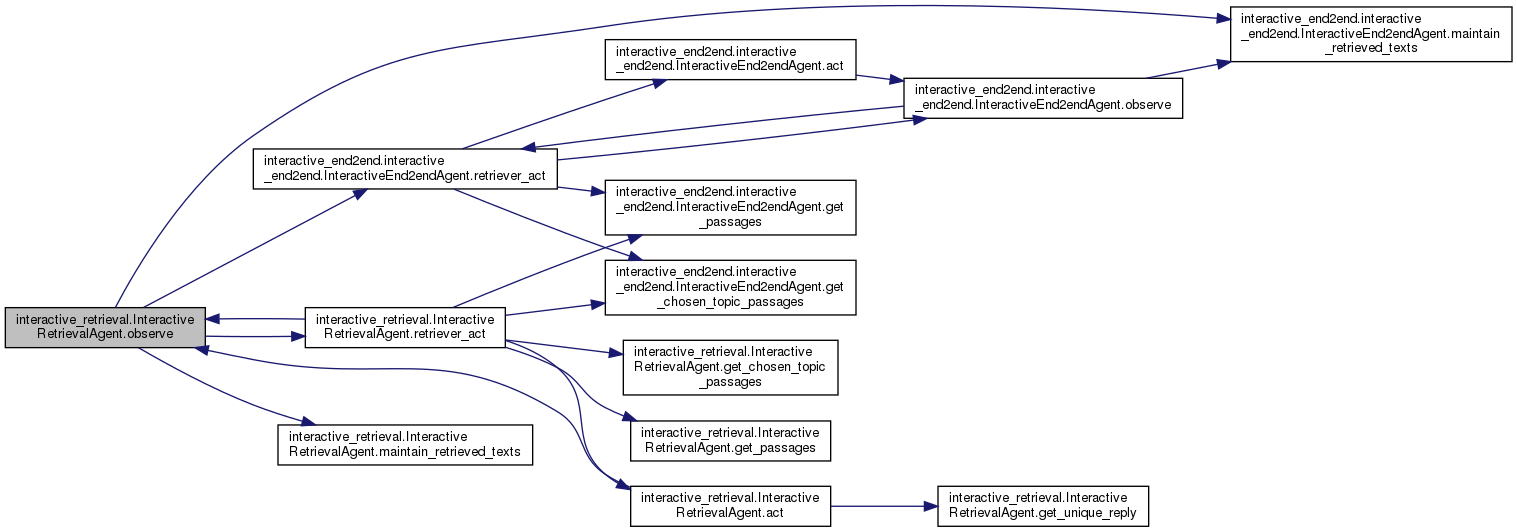 interactive_end2end.interactive
_end2end.InteractiveEnd2endAgent.maintain
_retrieved_texts
interactive_end2end.interactive
_end2end.InteractiveEnd2endAgent.act
interactive_end2end.interactive
_end2end.InteractiveEnd2endAgent.observe
interactive_end2end.interactive
_end2end.InteractiveEnd2endAgent.retriever_act
interactive_end2end.interactive
_end2end.InteractiveEnd2endAgent.get
_passages
interactive_end2end.interactive
_end2end.InteractiveEnd2endAgent.get
_chosen_topic_passages
interactive_retrieval.Interactive
RetrievalAgent.observe
interactive_retrieval.Interactive
RetrievalAgent.retriever_act
interactive_retrieval.Interactive
RetrievalAgent.get_chosen_topic
_passages
interactive_retrieval.Interactive
RetrievalAgent.maintain_retrieved_texts
interactive_retrieval.Interactive
RetrievalAgent.get_passages
interactive_retrieval.Interactive
RetrievalAgent.act
interactive_retrieval.Interactive
RetrievalAgent.get_unique_reply